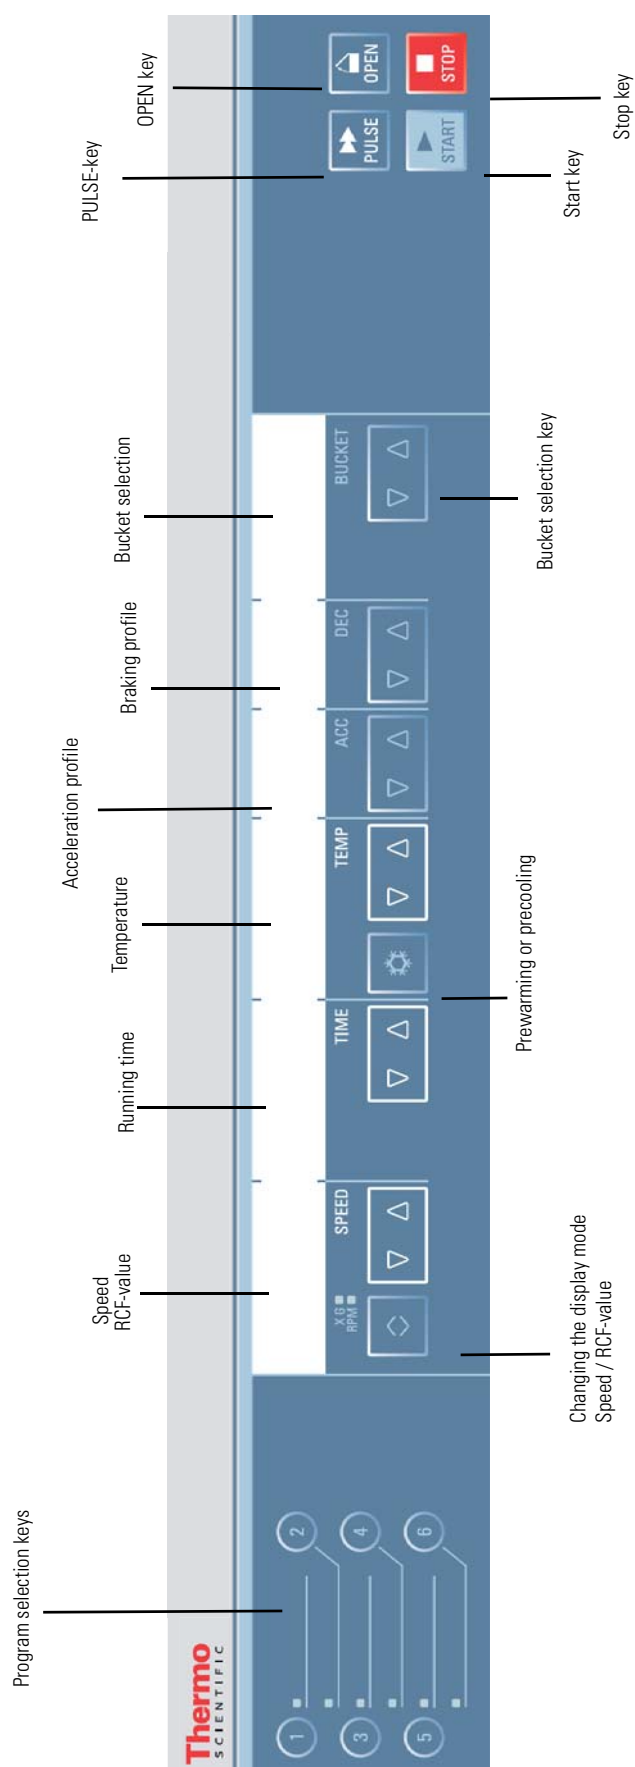 Program selection keys
Speed
RCF-value
Running time
Temperature
Acceleration profile
Braking profile
Bucket selection
PULSE-key
OPEN key
Thermo
SCIENTIFIC
1
2
3
4
5
6
X G
RPM
SPEED
TIME
TEMP
ACC
DEC
BUCKET
PULSE
OPEN
START
STOP
Changing the display mode
Speed / RCF-value
Prewarming or precooling
Bucket selection key
Start key
Stop key